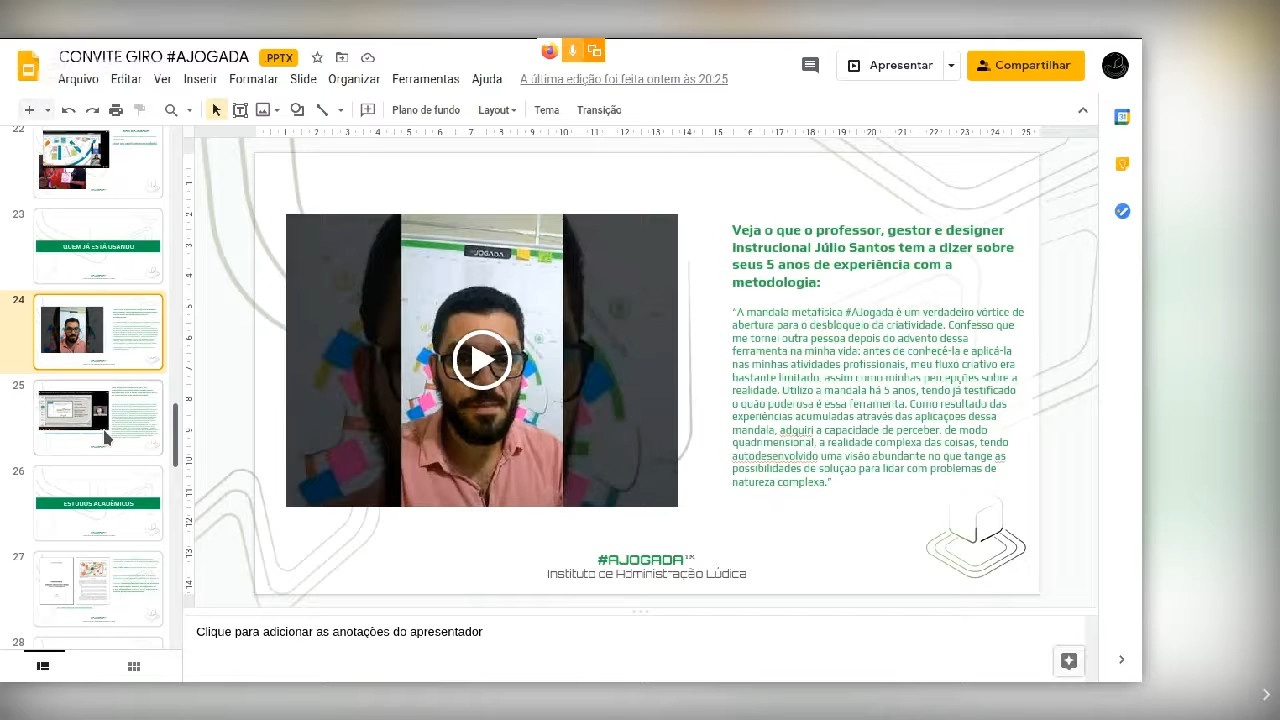 CONVITE GIRO #AJOGADA .PPTX
Arquivo Editar Ver Inserir Formatar Slide Organizar Ferramentas Ajuda A última edição foi feita ontem às 20:25
Apresentar
Compartilhar
Plano de fundo Layout Tema Transição
22
23
QUEM JÁ ESTÁ USANDO
24
25
26
ESTUDOS ACADÊMICOS
27
28
#AJOGADA
Veja o que o professor, gestor e designer
instrucional Júlio Santos tem a dizer sobre
seus 5 anos de experiência com a
metodologia:
"A mandala metafísica #AJogada é um verdadeiro vórtice de
abertura para o desbloqueio da criatividade. Confesso que
me tornei outra pessoa depois do advento dessa
ferramenta na minha vida: antes de conhecê-la e aplicá-la
nas minhas atividades profissionais, meu fluxo criativo era
bastante limitado, assim como minhas percepções sobre a
realidade. Utilizo a mandala há 5 anos, tendo já testificado
o quão poderosa é essa ferramenta. Como resultado das
experiências acumuladas através das aplicações dessa
mandala, adquiri a capacidade de perceber, de modo
quadrimensional, a realidade complexa das coisas, tendo
autodesenvolvido uma visão abundante no que tange as
possibilidades de solução para lidar com problemas de
natureza complexa."
#AJOGADA™
Instituto de Administração Lúdica
Clique para adicionar as anotações do apresentador